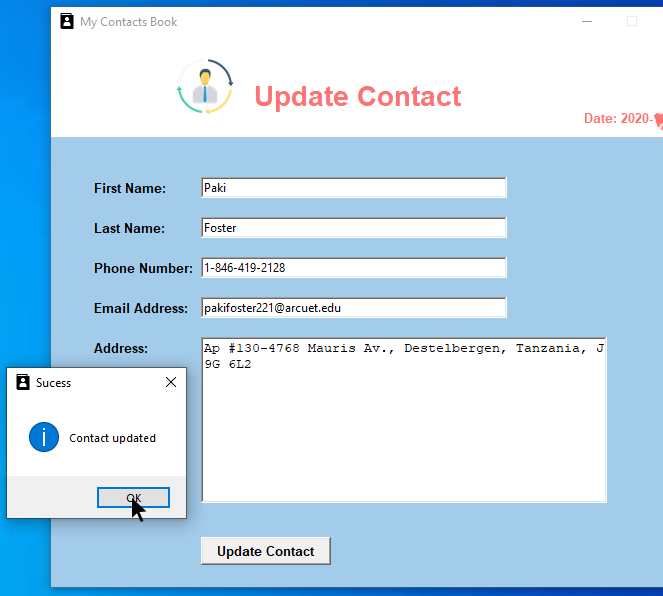 My Contacts Book
Update Contact
Date: 2020-
First Name:
Paki
Last Name:
Foster
Phone Number:
1-846-419-2128
Email Address:
pakifoster221@arcuet.edu
Address:
Ap #130-4768 Mauris Av., Destelbergen, Tanzania, J
9G 6L2
Sucess
Contact updated
OK
Update Contact